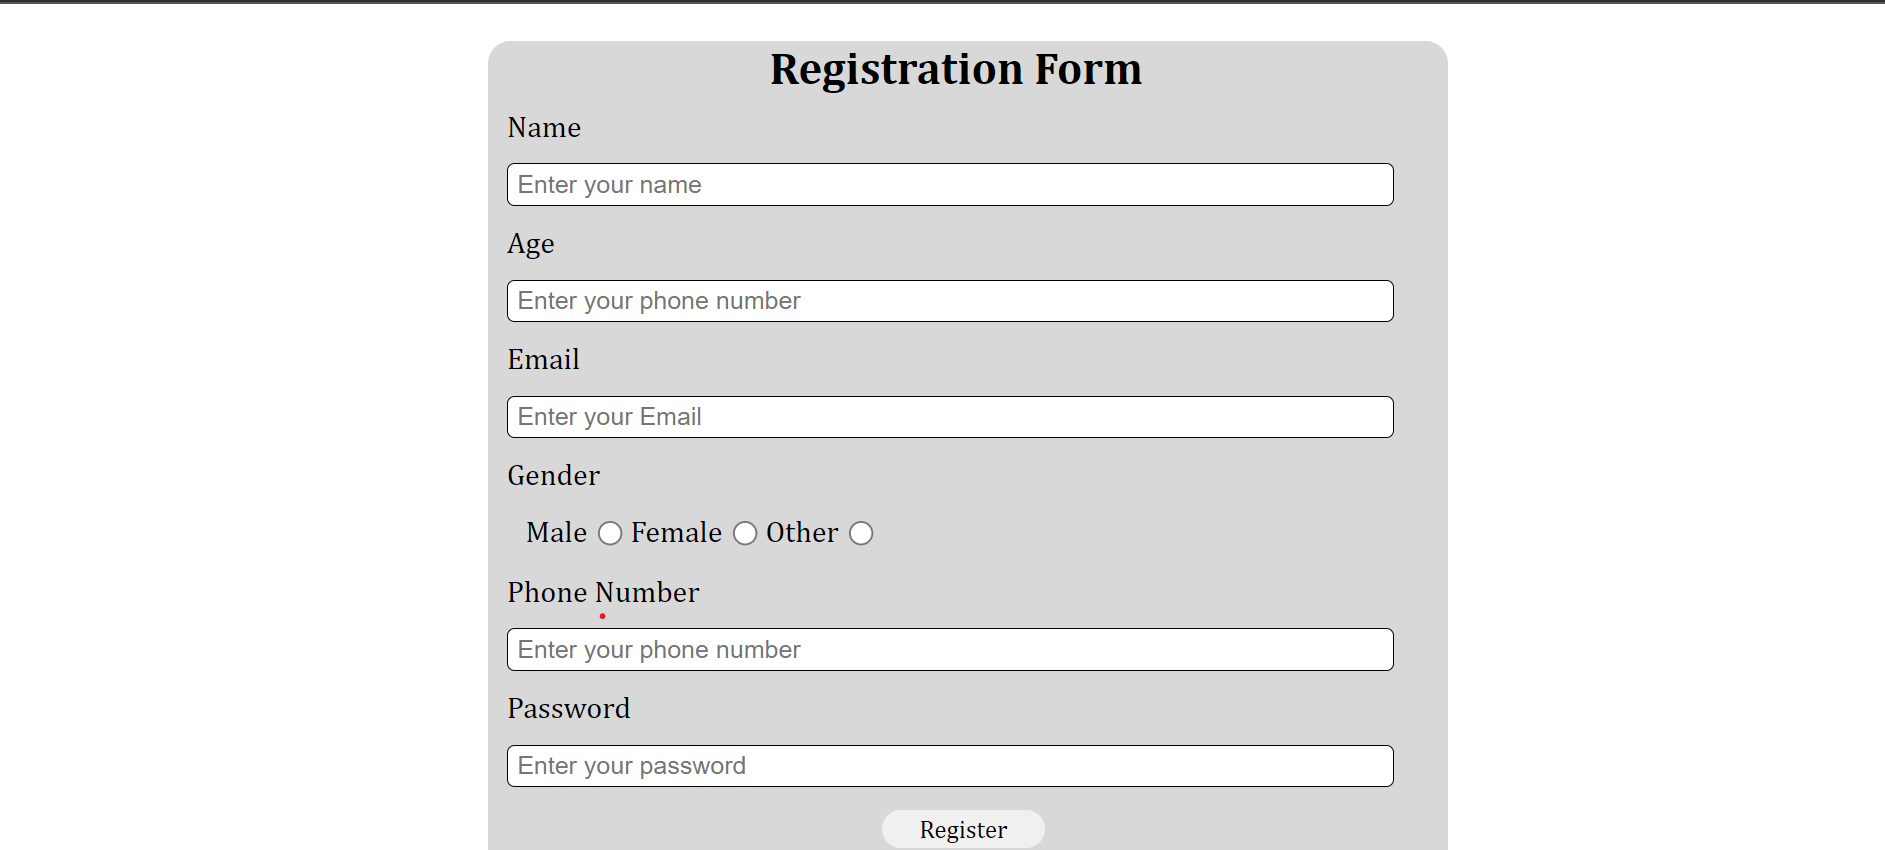 Registration Form
Name
Enter your name
Age
Enter your phone number
Email
Enter your Email
Gender
Male Female Other
Phone Number
Enter your phone number
Password
Enter your password
Register